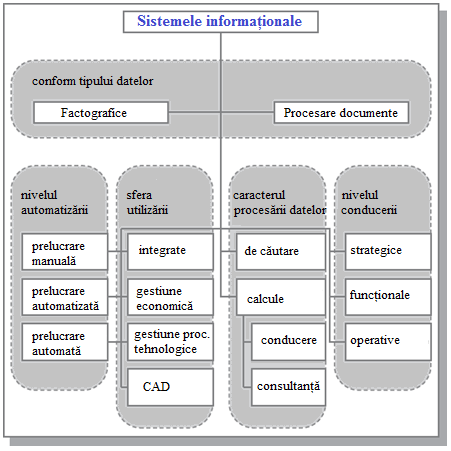 Sistemele informaționale
conform tipului datelor
Factografice
Procesare documente
nivelul
automatizării
prelucrare
manuală
prelucrare
automatizată
prelucrare
automată
sfera
utilizării
integrate
gestiune
economică
gestiune proc.
tehnologice
CAD
caracterul
procesării datelor
de căutare
calcule
conducere
consultanță
nivelul
conducerii
strategice
funcționale
operative